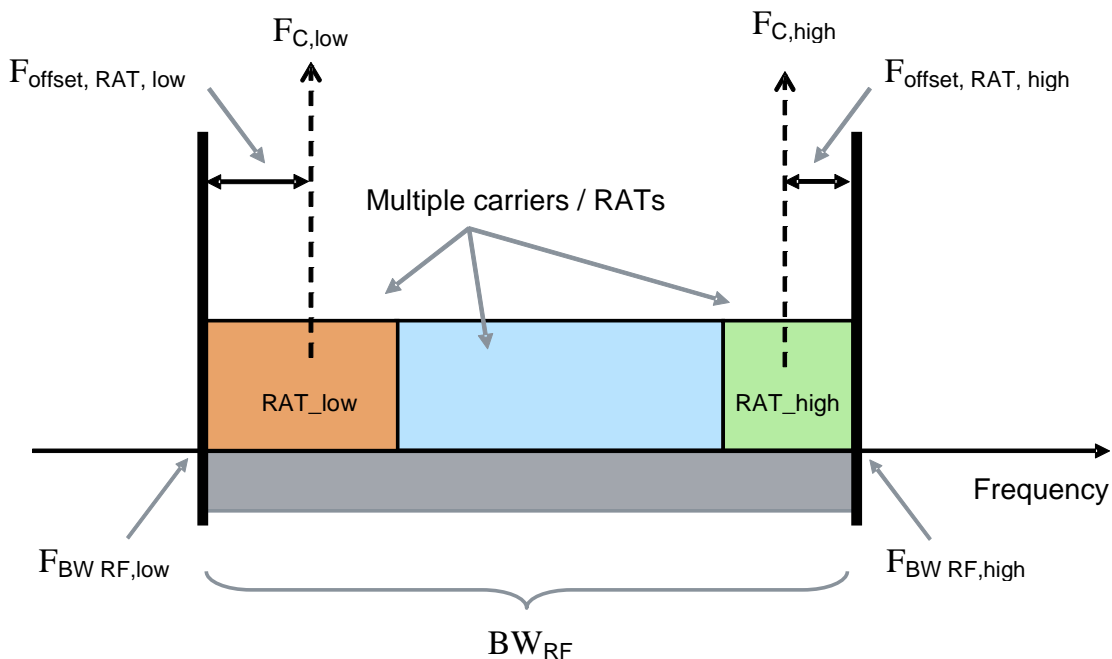 F_C,low
F_C,high
F_offset, RAT, low
F_offset, RAT, high
Multiple carriers / RATs
RAT_low
RAT_high
Frequency
F_BW RF,low
F_BW RF,high
BW_RF